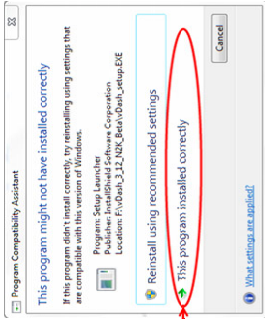 Program Compatibility Assistant
This program might not have installed correctly
If this program didn't install correctly, try reinstalling using settings that
are compatible with this version of Windows.
Program: Setup Launcher
Publisher: InstallShield Software Corporation
Location: F:\vDash_3_12_N2K_Beta\vDash_setup.EXE
Reinstall using recommended settings
This program installed correctly
What settings are applied?
Cancel